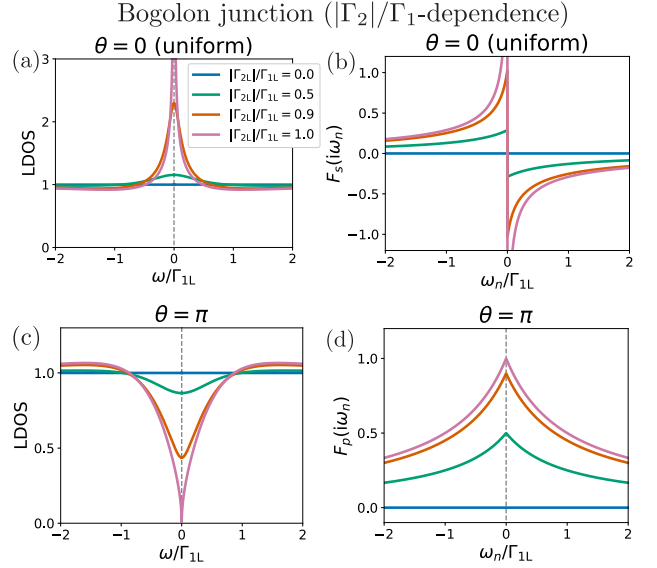 Bogolon junction (|Γ₂|/Γ₁-dependence)
θ = 0 (uniform)
(a)
|Γ₂L|/Γ₁L = 0.0
|Γ₂L|/Γ₁L = 0.5
|Γ₂L|/Γ₁L = 0.9
|Γ₂L|/Γ₁L = 1.0
LDOS
3
2
1
0
−2 −1 0 1 2
ω/Γ₁L
θ = 0 (uniform)
(b)
Fₛ(iωₙ)
1.0
0.5
0.0
−0.5
−1.0
−2 −1 0 1 2
ωₙ/Γ₁L
θ = π
(c)
LDOS
1.0
0.5
0.0
−2 −1 0 1 2
ω/Γ₁L
θ = π
(d)
Fₚ(iωₙ)
1.0
0.5
0.0
−2 −1 0 1 2
ωₙ/Γ₁L